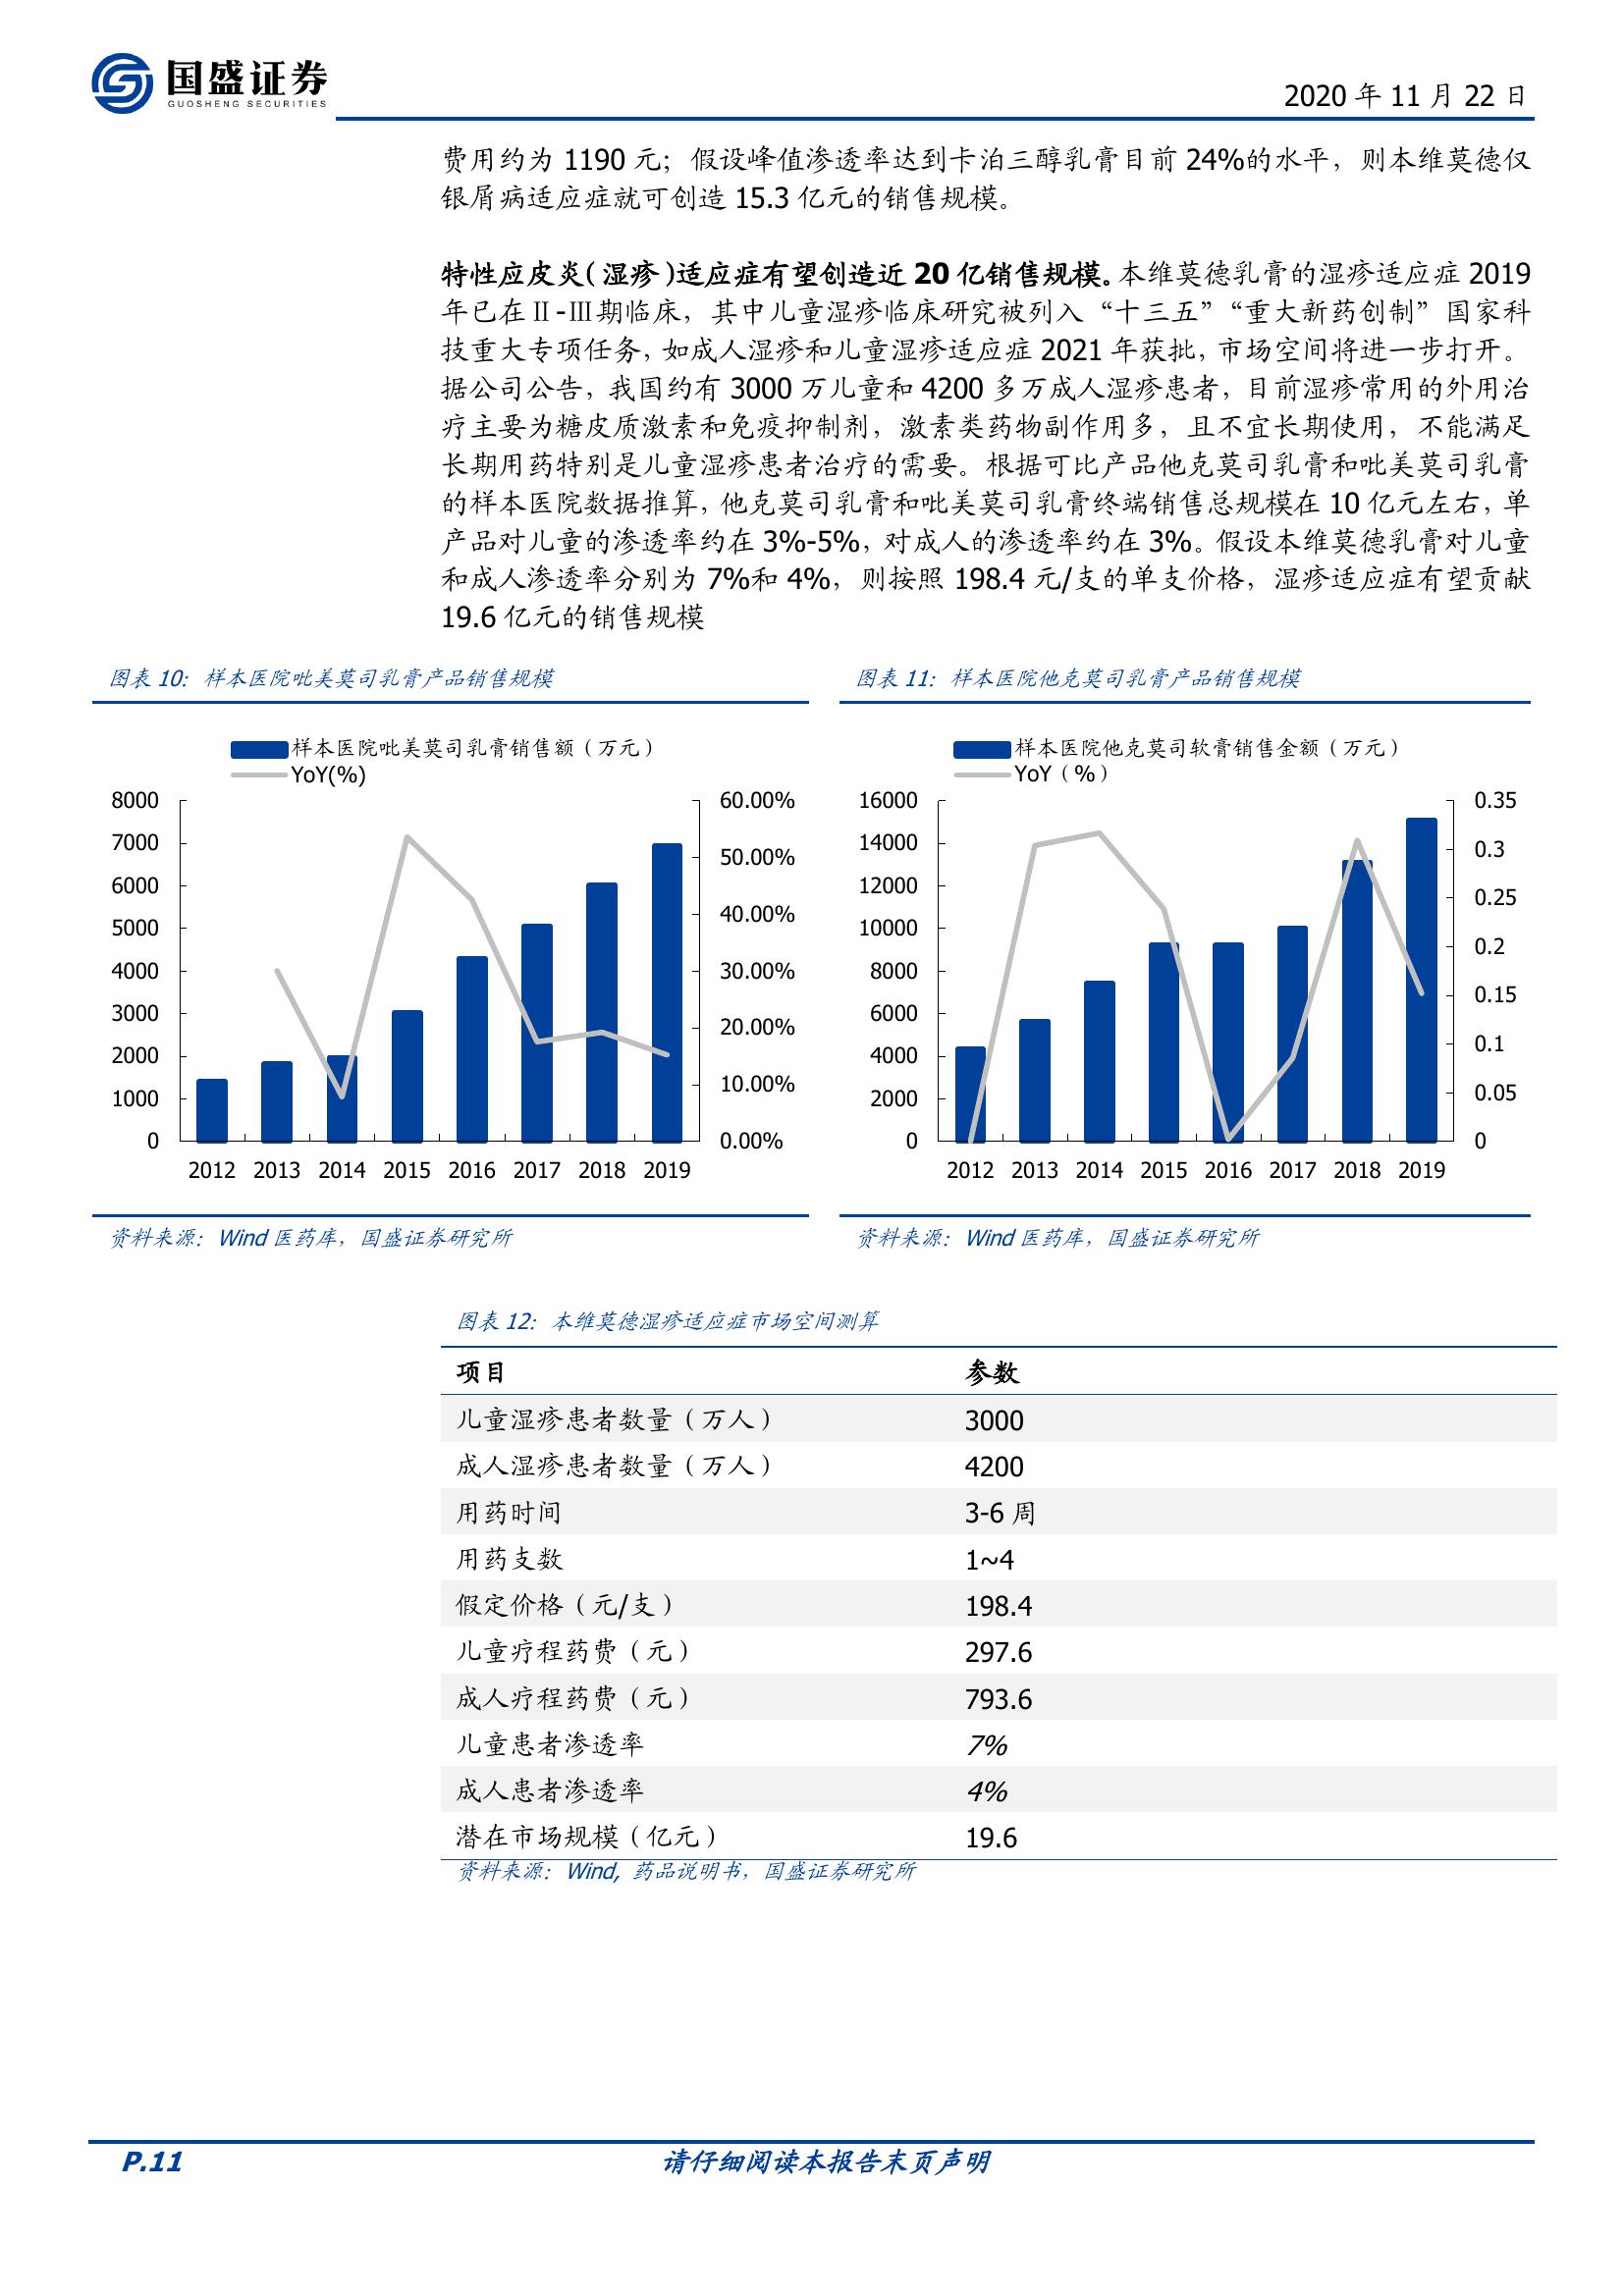 国盛证券
GUOSHENG SECURITIES
2020 年 11 月 22 日
费用约为 1190 元；假设峰值渗透率达到卡泊三醇乳膏目前 24%的水平，则本维莫德仅
银屑病适应症就可创造 15.3 亿元的销售规模。
特性应皮炎（湿疹）适应症有望创造近 20 亿销售规模。本维莫德乳膏的湿疹适应症 2019
年已在Ⅱ-Ⅲ期临床，其中儿童湿疹临床研究被列入“十三五”“重大新药创制”国家科
技重大专项任务，如成人湿疹和儿童湿疹适应症 2021 年获批，市场空间将进一步打开。
据公司公告，我国约有 3000 万儿童和 4200 多万成人湿疹患者，目前湿疹常用的外用治
疗主要为糖皮质激素和免疫抑制剂，激素类药物副作用多，且不宜长期使用，不能满足
长期用药特别是儿童湿疹患者治疗的需要。根据可比产品他克莫司乳膏和吡美莫司乳膏
的样本医院数据推算，他克莫司乳膏和吡美莫司乳膏终端销售总规模在 10 亿元左右，单
产品对儿童的渗透率约在 3%-5%，对成人的渗透率约在 3%。假设本维莫德乳膏对儿童
和成人渗透率分别为 7%和 4%，则按照 198.4 元/支的单支价格，湿疹适应症有望贡献
19.6 亿元的销售规模
图表 10：样本医院吡美莫司乳膏产品销售规模
样本医院吡美莫司乳膏销售额（万元）
YoY(%)
8000
7000
6000
5000
4000
3000
2000
1000
0
60.00%
50.00%
40.00%
30.00%
20.00%
10.00%
0.00%
2012 2013 2014 2015 2016 2017 2018 2019
资料来源：Wind 医药库，国盛证券研究所
图表 11：样本医院他克莫司乳膏产品销售规模
样本医院他克莫司软膏销售金额（万元）
YoY（%）
16000
14000
12000
10000
8000
6000
4000
2000
0
0.35
0.3
0.25
0.2
0.15
0.1
0.05
0
2012 2013 2014 2015 2016 2017 2018 2019
资料来源：Wind 医药库，国盛证券研究所
图表 12：本维莫德湿疹适应症市场空间测算
项目 参数
儿童湿疹患者数量（万人） 3000
成人湿疹患者数量（万人） 4200
用药时间 3-6 周
用药支数 1~4
假定价格（元/支） 198.4
儿童疗程药费（元） 297.6
成人疗程药费（元） 793.6
儿童患者渗透率 7%
成人患者渗透率 4%
潜在市场规模（亿元） 19.6
资料来源：Wind, 药品说明书，国盛证券研究所
P.11 请仔细阅读本报告末页声明